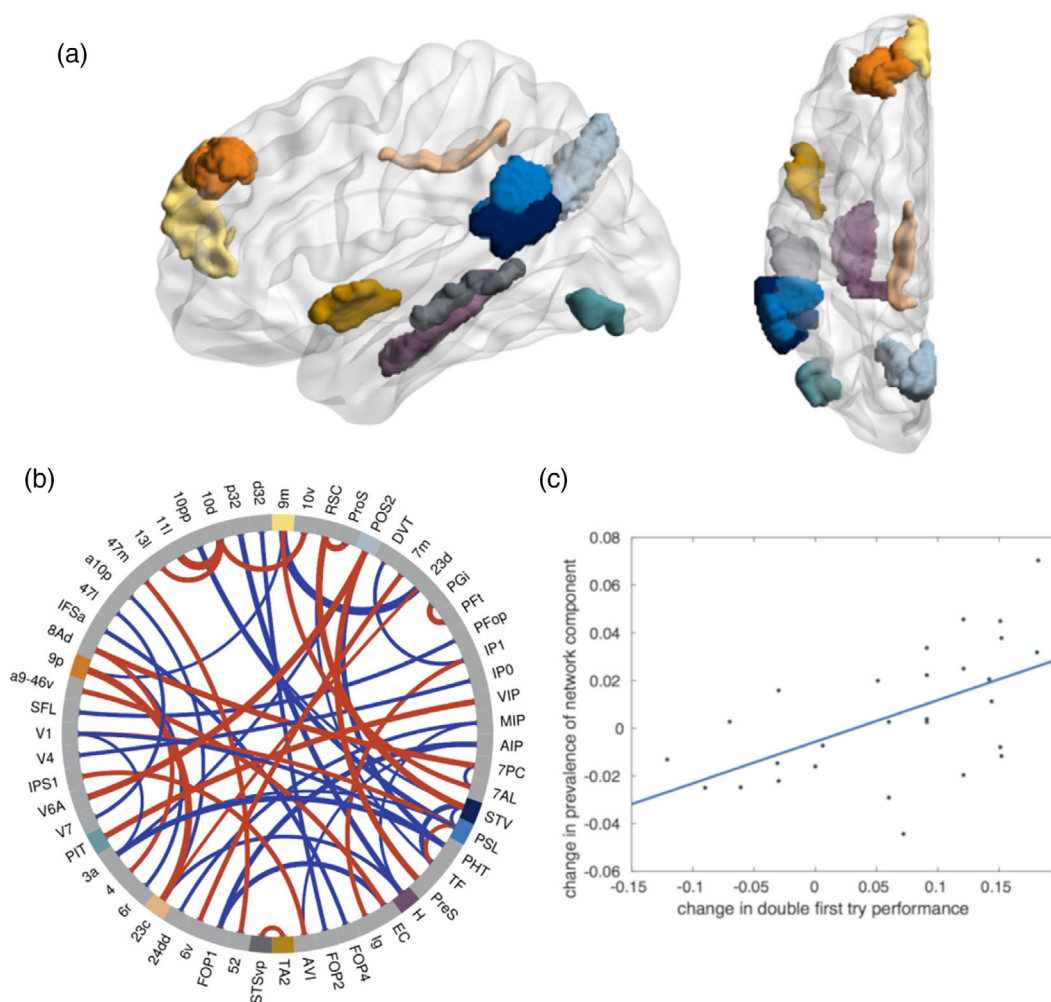 (a)
(b)
47m
13l
11l
10pp
10d
p32
d32
9m
10v
RSC
ProS
POS2
DVT
7m
23d
PGi
PFt
PFop
IP1
IP0
VIP
MIP
AIP
7PC
7AL
STV
PSL
PHT
TF
PreS
H
EC
Ig
FOP4
FOP2
AVI
TA2
STSvp
52
FOP1
6v
24dd
23c
6r
4
3a
PIT
V7
V6A
IPS1
V4
V1
SFL
a9-46v
9p
8Ad
IFSa
47l
a10p
(c)
change in prevalence of network component
0.08
0.06
0.04
0.02
0
-0.02
-0.04
-0.06
-0.15
-0.1
-0.05
0
0.05
0.1
0.15
change in double first try performance